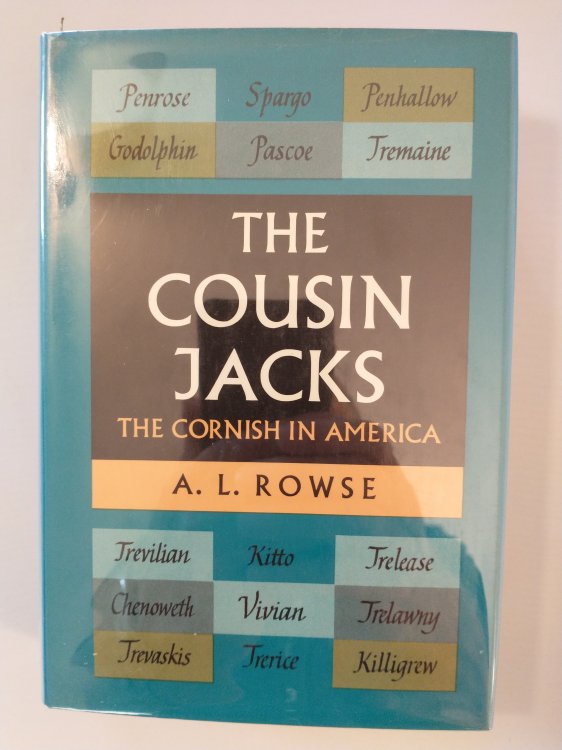 Penrose Spargo Penhallow
Godolphin Pascoe Tremaine
THE
COUSIN
JACKS
THE CORNISH IN AMERICA
A. L. ROWSE
Trevilian Kitto Trelease
Chenoweth Vivian Trelawny
Trevaskis Trerice Killigrew